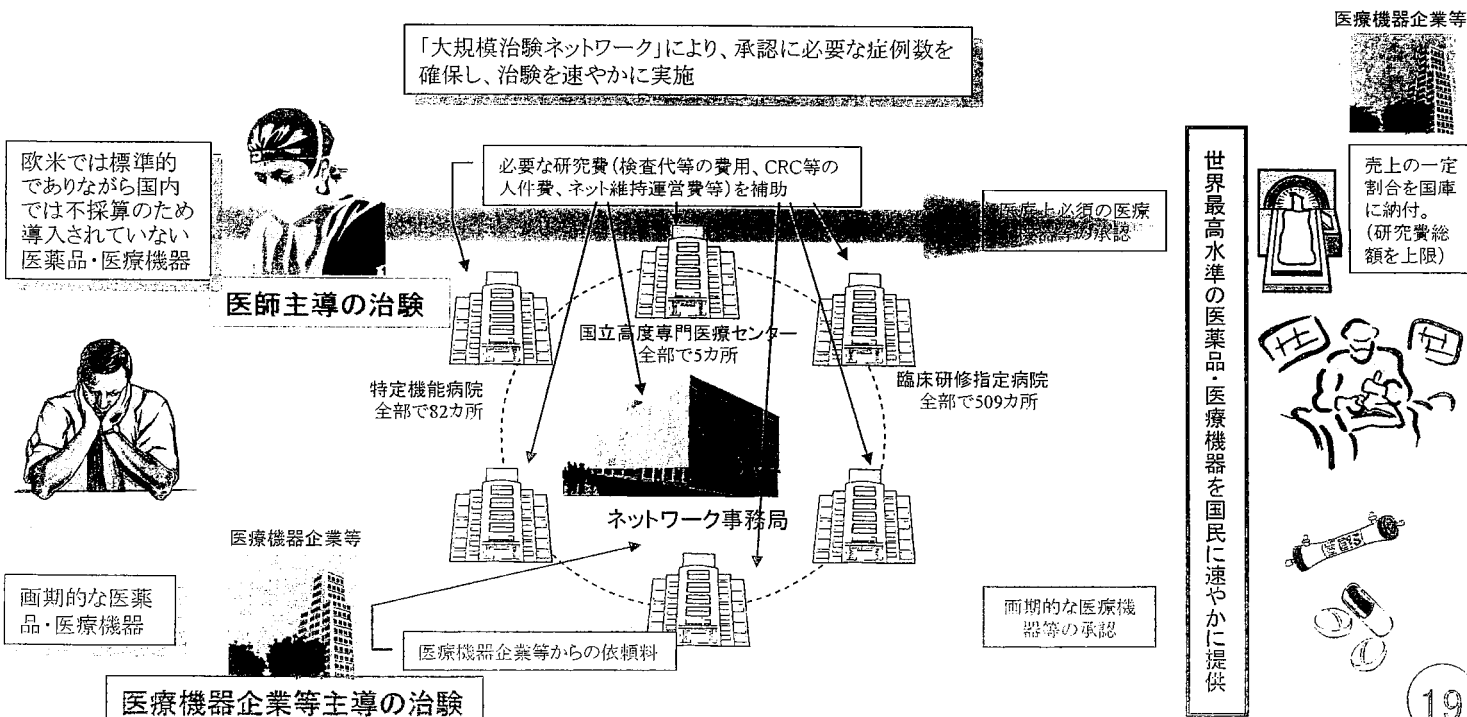 「大規模治験ネットワーク」により、承認に必要な症例数を
確保し、治験を速やかに実施
医療機器企業等
欧米では標準的
でありながら国内
では不採算のため
導入されていない
医薬品・医療機器
医師主導の治験
必要な研究費(検査代等の費用、CRC等の
人件費、ネット維持運営費等)を補助
医療上必須の医療
機器等の承認
世界最高水準の医薬品・医療機器を国民に速やかに提供
売上の一定
割合を国庫
に納付。
(研究費総
額を上限)
国立高度専門医療センター
全部で5カ所
特定機能病院
全部で82カ所
臨床研修指定病院
全部で509カ所
ネットワーク事務局
医療機器企業等
画期的な医薬
品・医療機器
医療機器企業等からの依頼料
画期的な医療機
器等の承認
医療機器企業等主導の治験
19